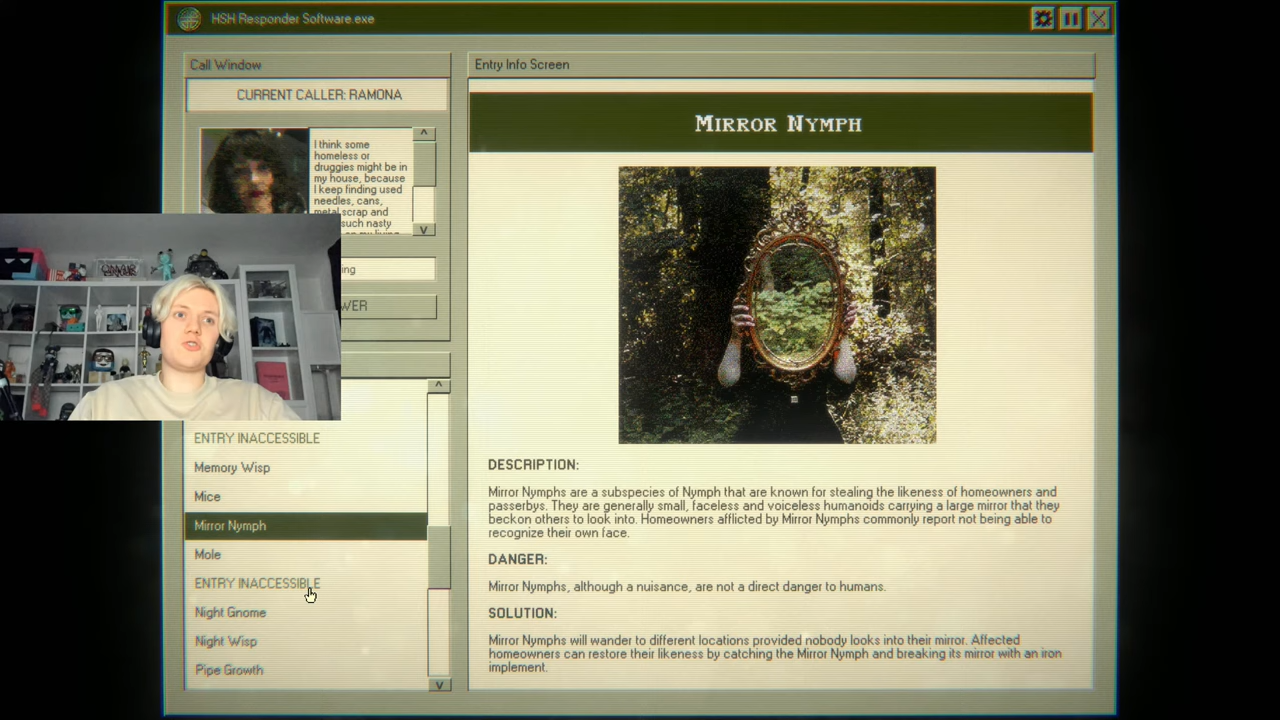 HSH Responder Software.exe
Call Window
CURRENT CALLER: RAMONA
I think some
homeless or
druggies might be in
my house, because
I keep finding used
needles, cans,
metal scrap and
such nasty
on my living
ing
WER
ENTRY INACCESSIBLE
Memory Wisp
Mice
Mirror Nymph
Mole
ENTRY INACCESSIBLE
Night Gnome
Night Wisp
Pipe Growth
Entry Info Screen
Mirror Nymph
DESCRIPTION:
Mirror Nymphs are a subspecies of Nymph that are known for stealing the likeness of homeowners and
passerbys. They are generally small, faceless and voiceless humanoids carrying a large mirror that they
beckon others to look into. Homeowners afflicted by Mirror Nymphs commonly report not being able to
recognize their own face.
DANGER:
Mirror Nymphs, although a nuisance, are not a direct danger to humans.
SOLUTION:
Mirror Nymphs will wander to different locations provided nobody looks into their mirror. Affected
homeowners can restore their likeness by catching the Mirror Nymph and breaking its mirror with an iron
implement.